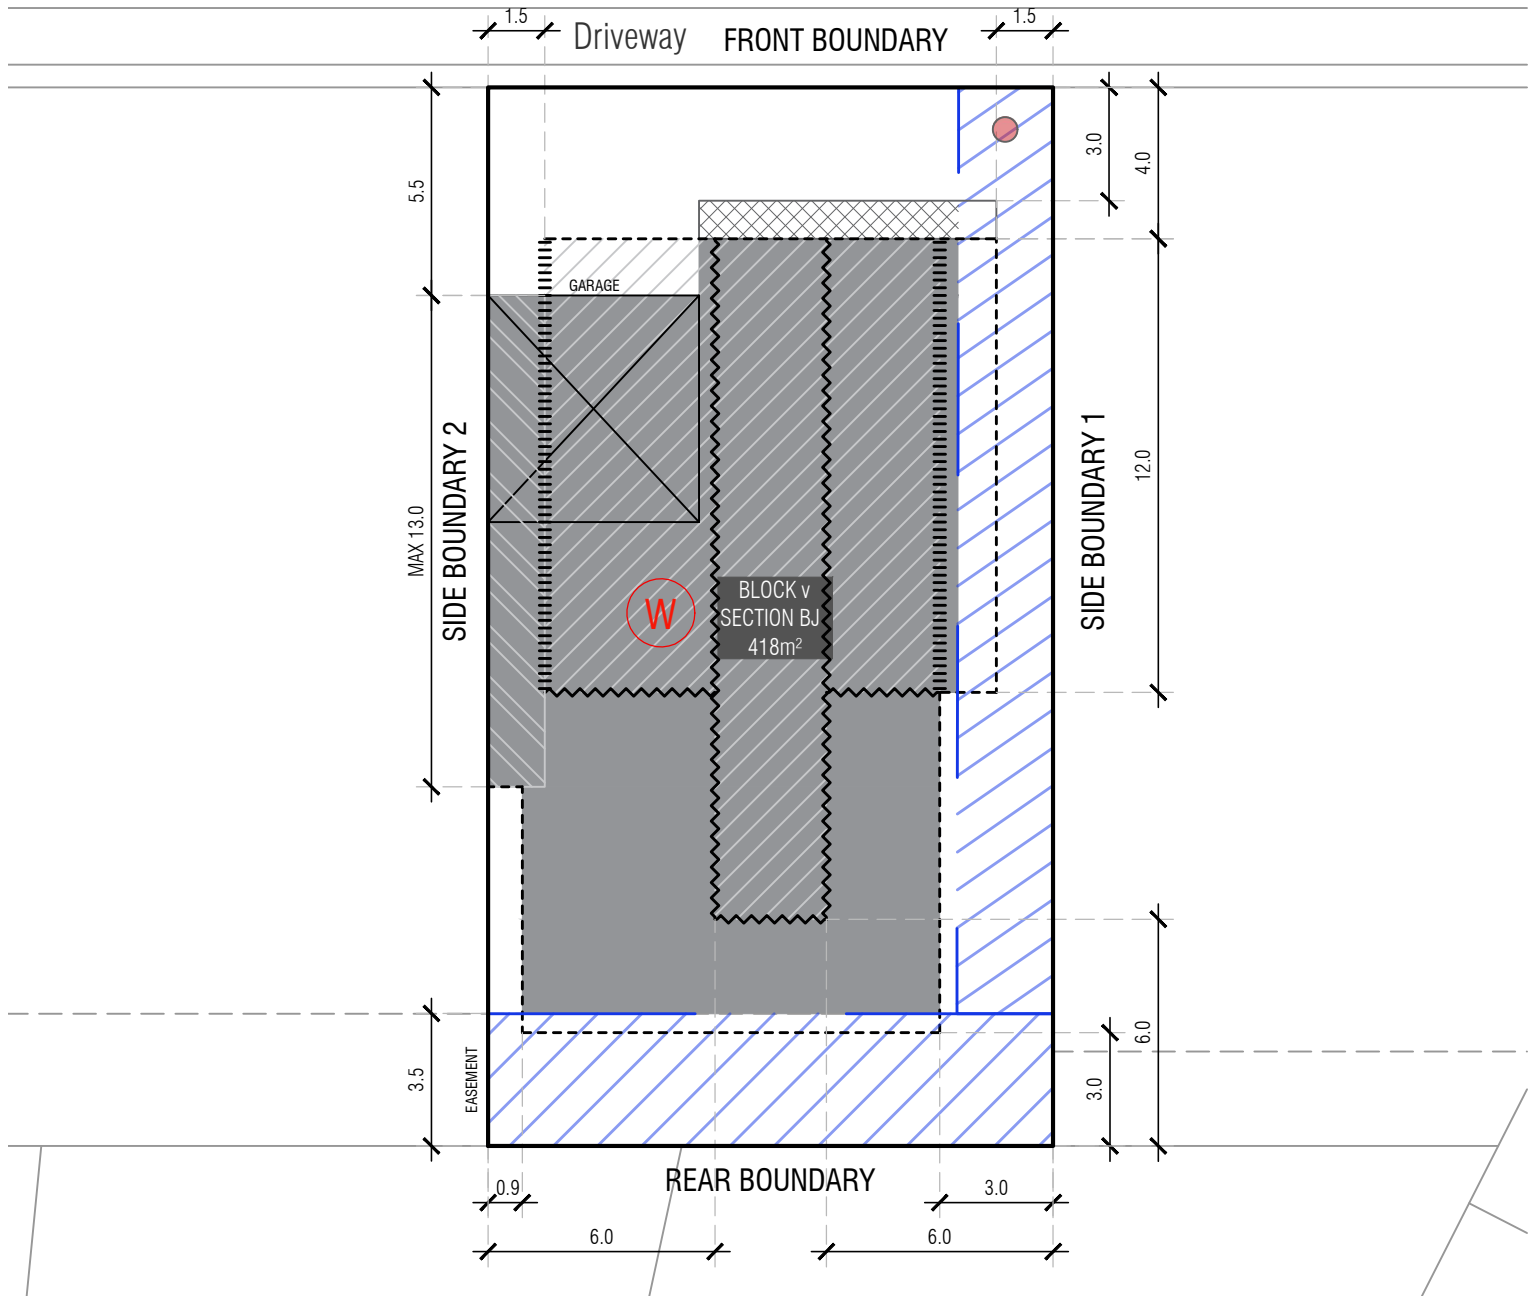 1.5
Driveway
FRONT BOUNDARY
1.5
5.5
3.0
4.0
GARAGE
SIDE BOUNDARY 2
MAX 13.0
SIDE BOUNDARY 1
12.0
W
BLOCK v
SECTION BJ
418m²
3.5
EASEMENT
6.0
3.0
REAR BOUNDARY
0.9
3.0
6.0
6.0